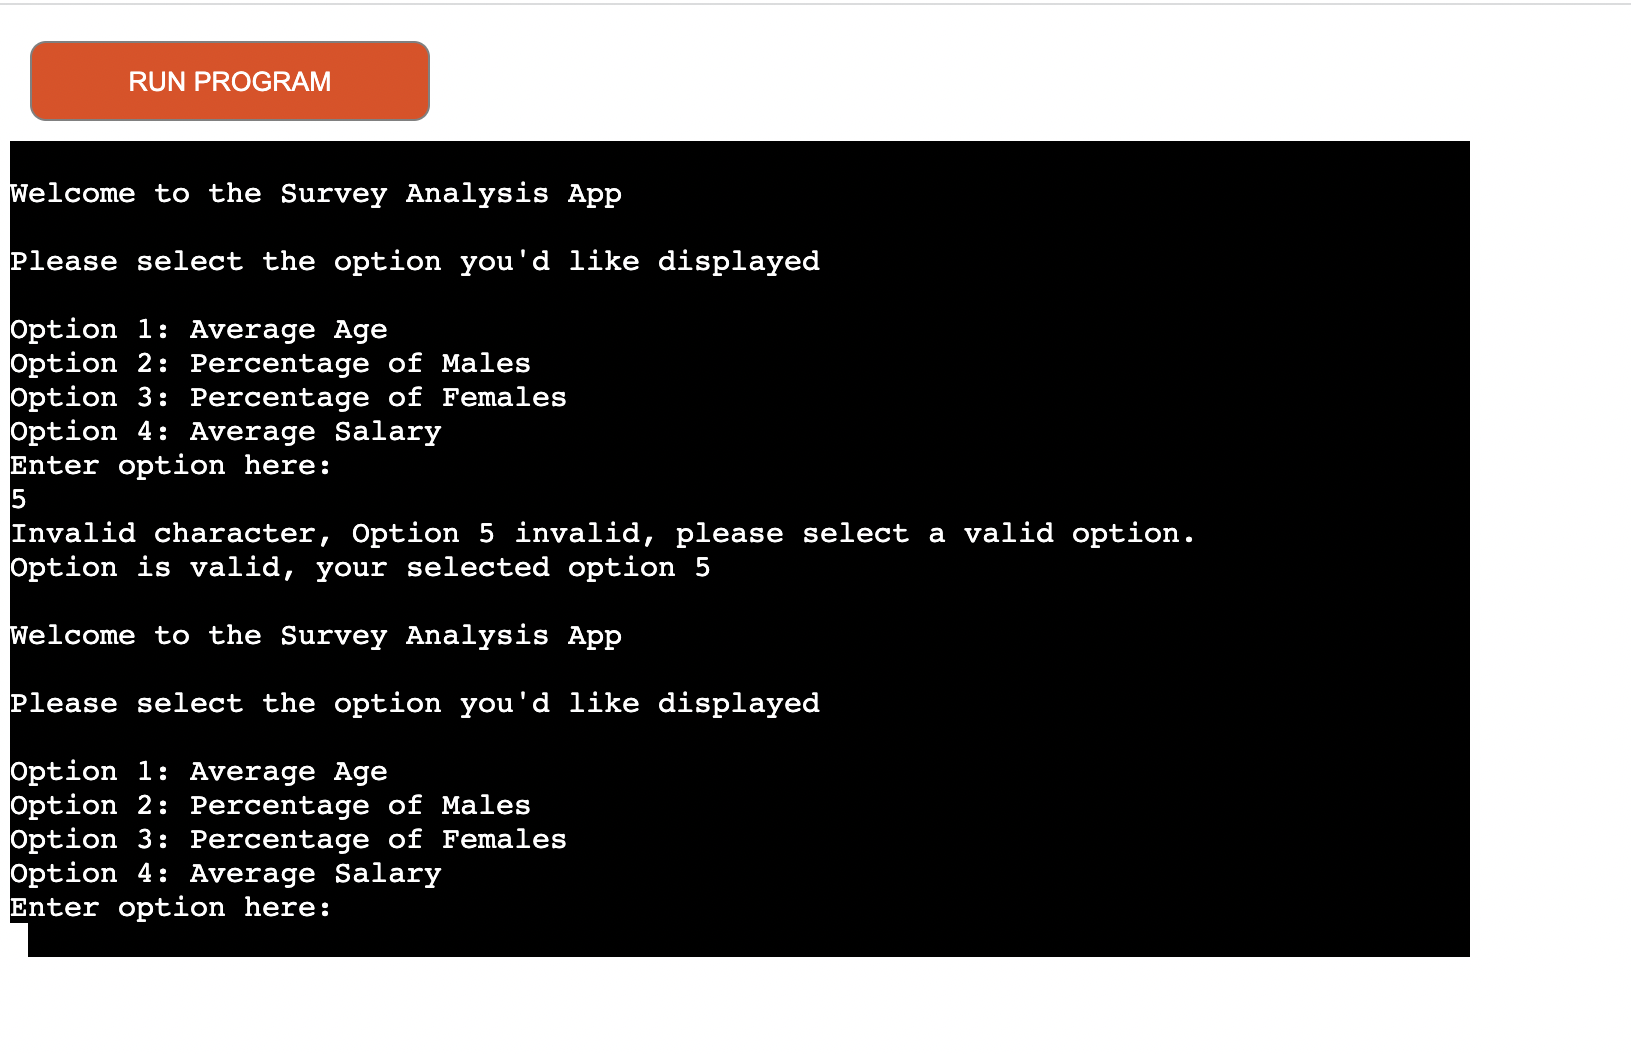 RUN PROGRAM
Welcome to the Survey Analysis App
Please select the option you'd like displayed
Option 1: Average Age
Option 2: Percentage of Males
Option 3: Percentage of Females
Option 4: Average Salary
Enter option here:
5
Invalid character, Option 5 invalid, please select a valid option.
Option is valid, your selected option 5
Welcome to the Survey Analysis App
Please select the option you'd like displayed
Option 1: Average Age
Option 2: Percentage of Males
Option 3: Percentage of Females
Option 4: Average Salary
Enter option here: